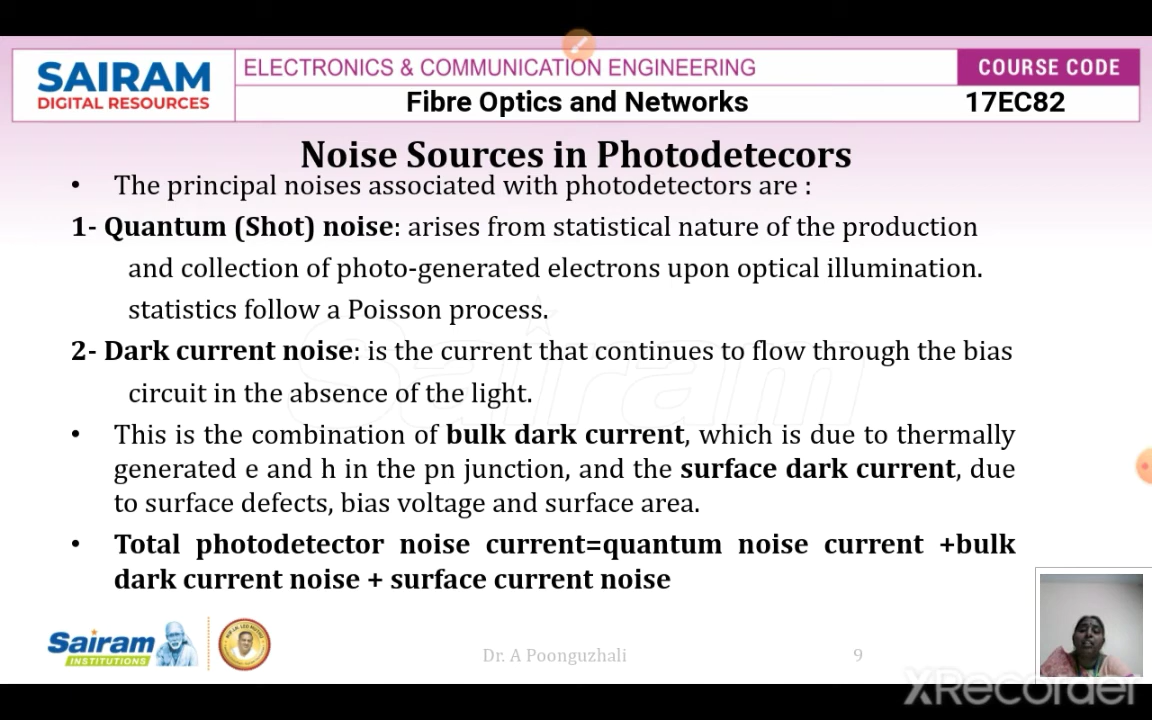 SAIRAM
DIGITAL RESOURCES
ELECTRONICS & COMMUNICATION ENGINEERING
COURSE CODE
Fibre Optics and Networks
17EC82
Noise Sources in Photodetecors
• The principal noises associated with photodetectors are :
1- Quantum (Shot) noise: arises from statistical nature of the production
and collection of photo-generated electrons upon optical illumination.
statistics follow a Poisson process.
2- Dark current noise: is the current that continues to flow through the bias
circuit in the absence of the light.
• This is the combination of bulk dark current, which is due to thermally
generated e and h in the pn junction, and the surface dark current, due
to surface defects, bias voltage and surface area.
• Total photodetector noise current=quantum noise current +bulk
dark current noise + surface current noise
Sairam
Sairam
INSTITUTIONS
Dr. A Poonguzhali
9
XRecorder